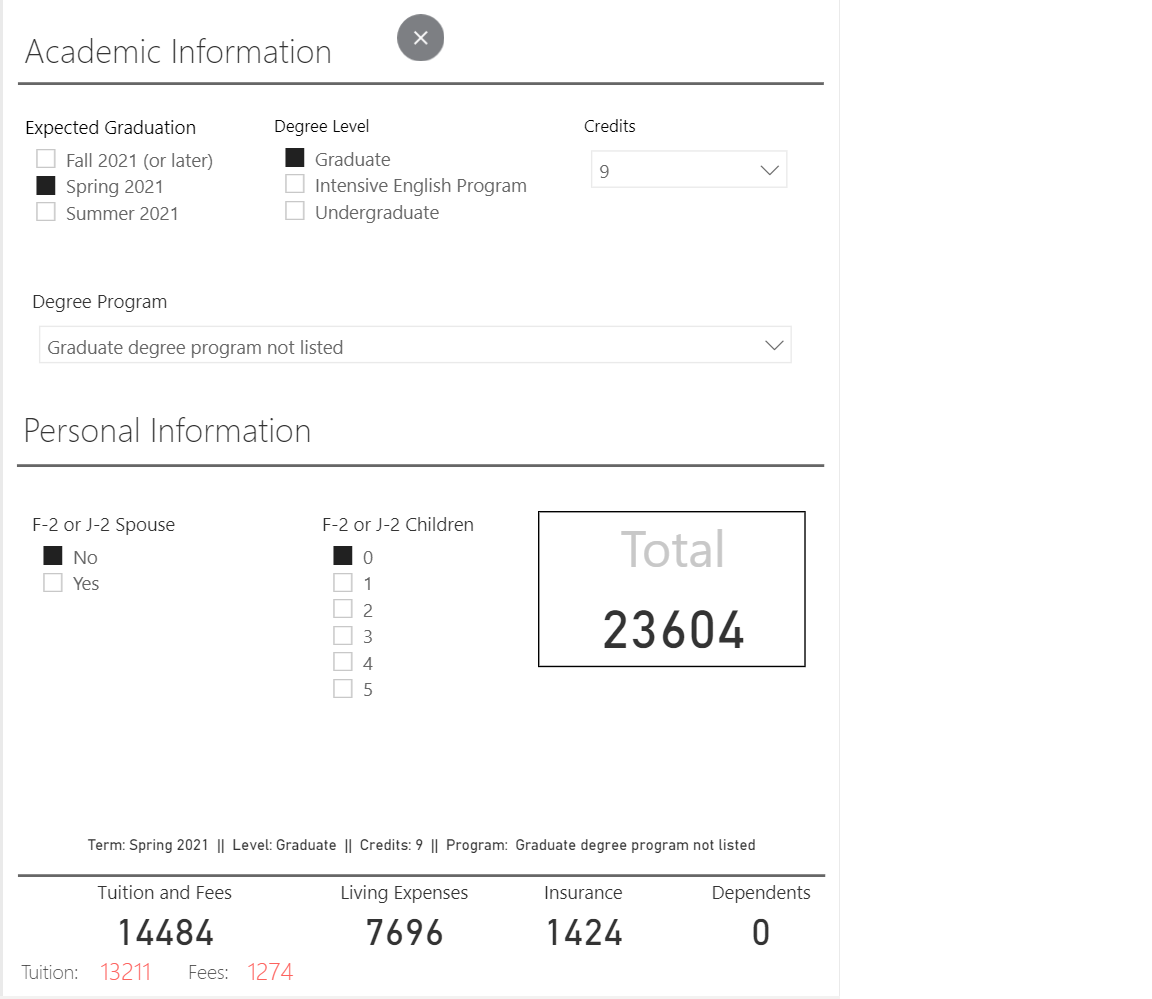 Academic Information
Expected Graduation
Fall 2021 (or later)
Spring 2021
Summer 2021
Degree Level
Graduate
Intensive English Program
Undergraduate
Credits
9
Degree Program
Graduate degree program not listed
Personal Information
F-2 or J-2 Spouse
No
Yes
F-2 or J-2 Children
0
1
2
3
4
5
Total
23604
Term: Spring 2021 || Level: Graduate || Credits: 9 || Program: Graduate degree program not listed
Tuition and Fees Living Expenses Insurance Dependents
14484 7696 1424 0
Tuition: 13211 Fees: 1274